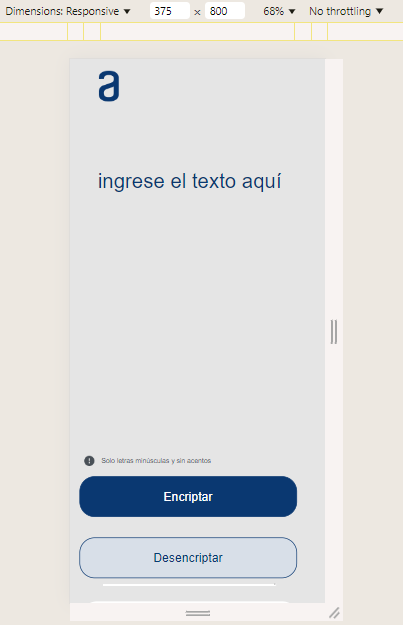 Dimensions: Responsive ▼ 375 x 800 68% ▼ No throttling ▼
a
ingrese el texto aquí
Solo letras minúsculas y sin acentos
Encriptar
Desencriptar